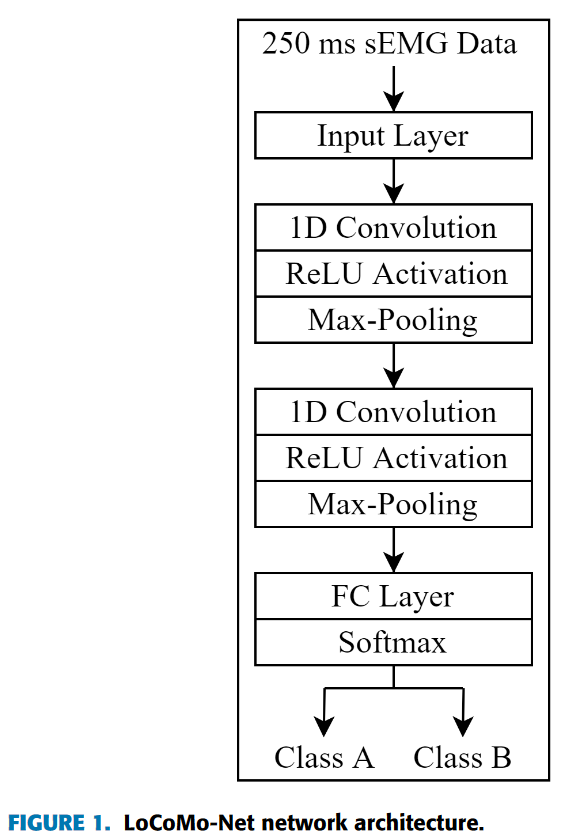 250 ms sEMG Data
Input Layer
1D Convolution
ReLU Activation
Max-Pooling
1D Convolution
ReLU Activation
Max-Pooling
FC Layer
Softmax
Class A Class B
FIGURE 1. LoCoMo-Net network architecture.